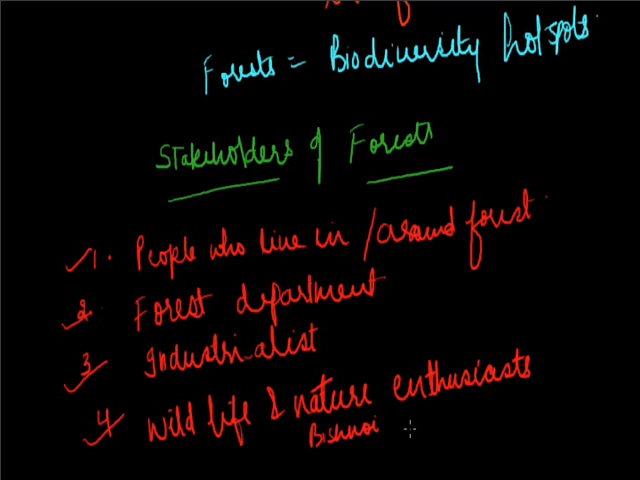 Forests = Biodiversity hotspots.
Stakeholders of Forests
1. People who live in / around forest.
2. Forest department
3 Industrialist
4 Wild life & nature enthusiasts
Bishnoi